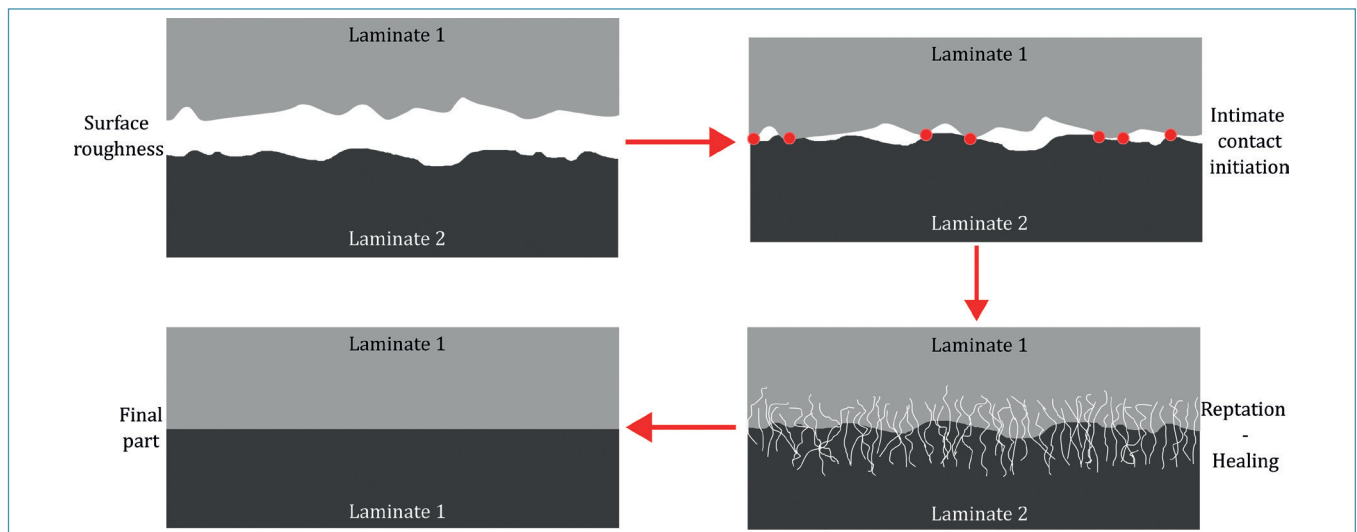 Laminate 1
Surface
roughness
Laminate 2
Laminate 1
Intimate
contact
initiation
Laminate 2
Laminate 1
Reptation
-
Healing
Laminate 2
Laminate 1
Final
part
Laminate 1